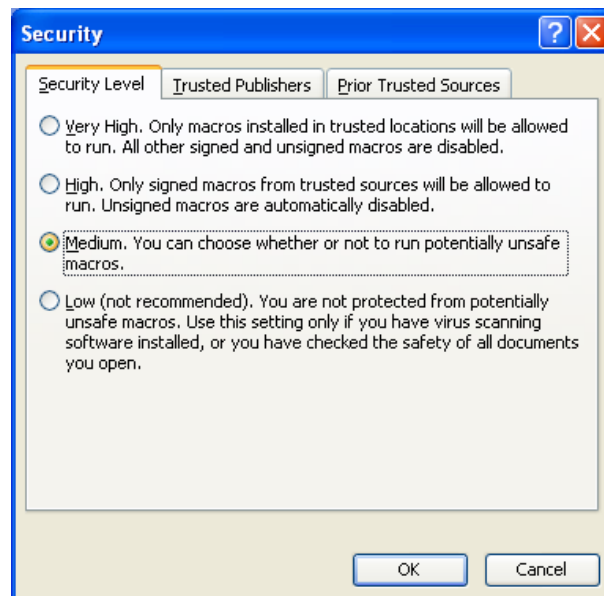 Security
Security Level Trusted Publishers Prior Trusted Sources
Very High. Only macros installed in trusted locations will be allowed
to run. All other signed and unsigned macros are disabled.
High. Only signed macros from trusted sources will be allowed to
run. Unsigned macros are automatically disabled.
Medium. You can choose whether or not to run potentially unsafe
macros.
Low (not recommended). You are not protected from potentially
unsafe macros. Use this setting only if you have virus scanning
software installed, or you have checked the safety of all documents
you open.
OK Cancel